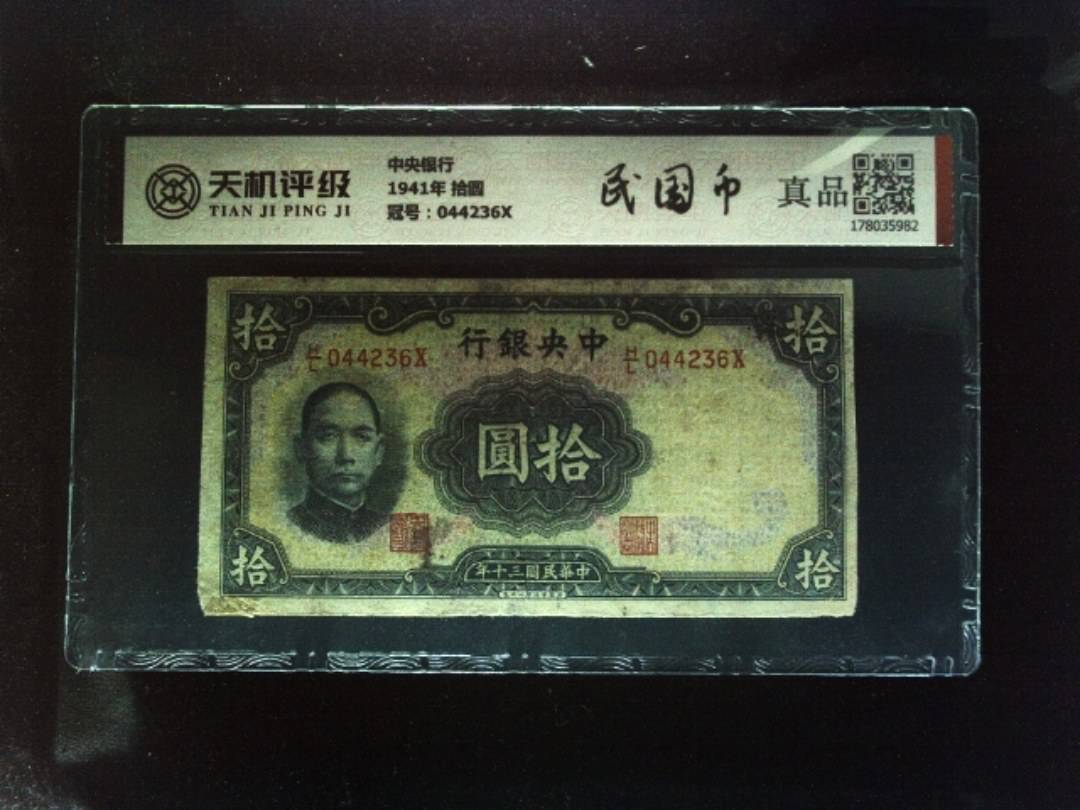 天机评级
TIAN JI PING JI
中央银行
1941年 拾圓
冠号：044236X
民国币
真品
178035982
拾
拾
行銀央中
H/L 044236X
H/L 044236X
圓拾
拾
拾
年十三國民華中